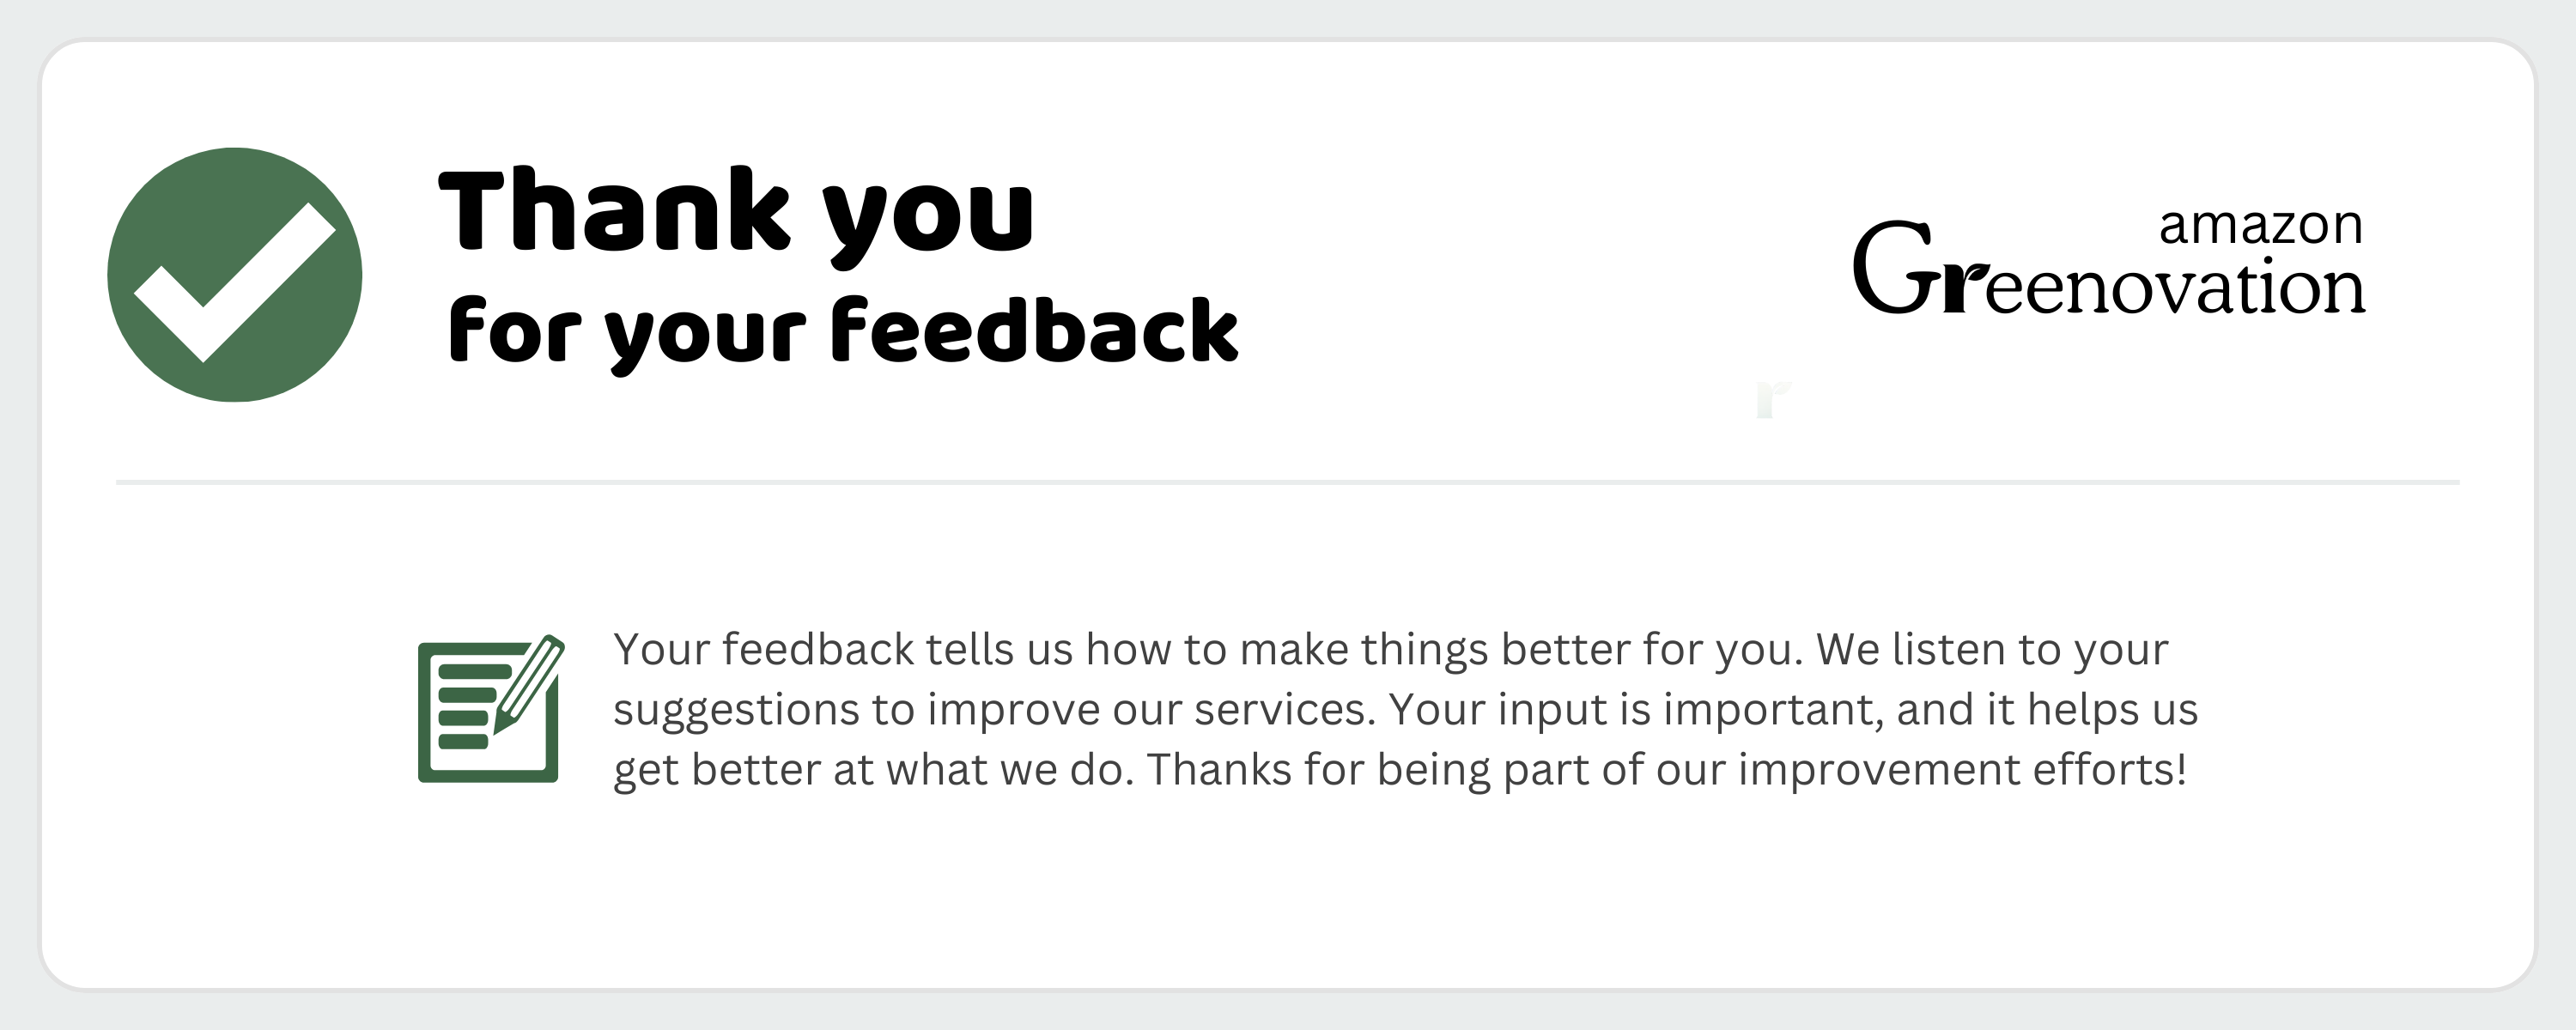 Thank you
for your feedback
amazon
Greenovation
r
Your feedback tells us how to make things better for you. We listen to your
suggestions to improve our services. Your input is important, and it helps us
get better at what we do. Thanks for being part of our improvement efforts!